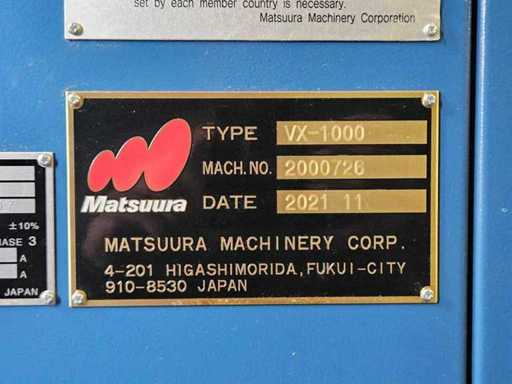 set by each member country is necessary.
Matsuura Machinery Corporation
TYPE VX-1000
MACH. NO. 2000726
Matsuura DATE 2021 11
MATSUURA MACHINERY CORP.
4-201 HIGASHIMORIDA, FUKUI-CITY
910-8530 JAPAN
±10%
HASE 3
A
A
JAPAN